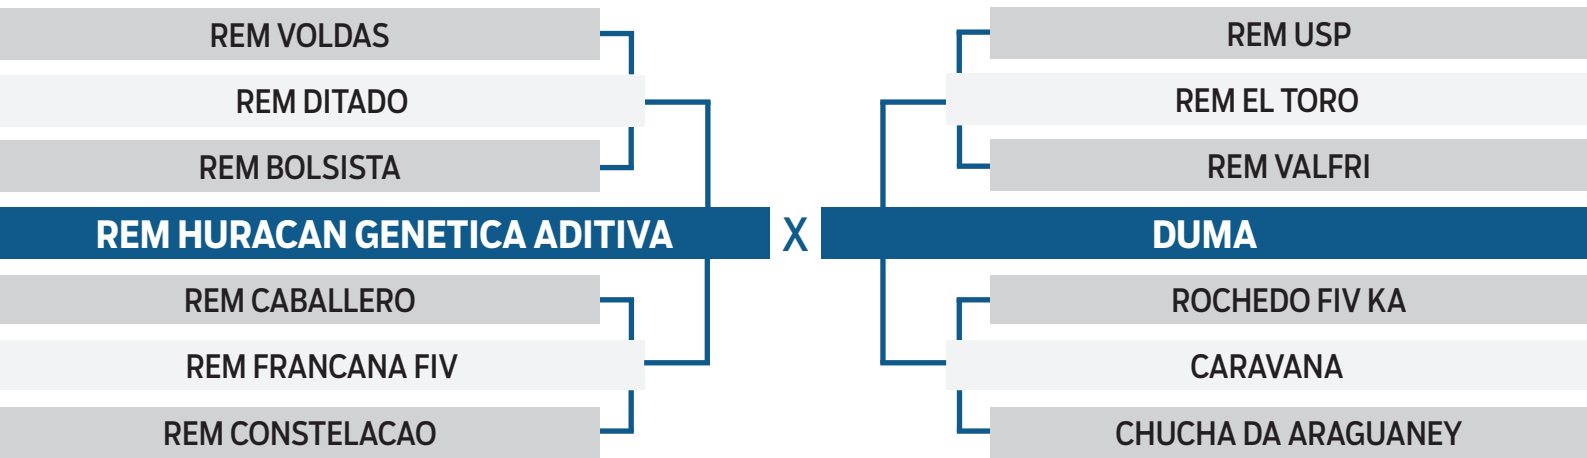 REM VOLDAS
REM DITADO
REM BOLSISTA
REM HURACAN GENETICA ADITIVA
REM CABALLERO
REM FRANCANA FIV
REM CONSTELACAO
X
REM USP
REM EL TORO
REM VALFRI
DUMA
ROCHEDO FIV KA
CARAVANA
CHUCHA DA ARAGUANEY